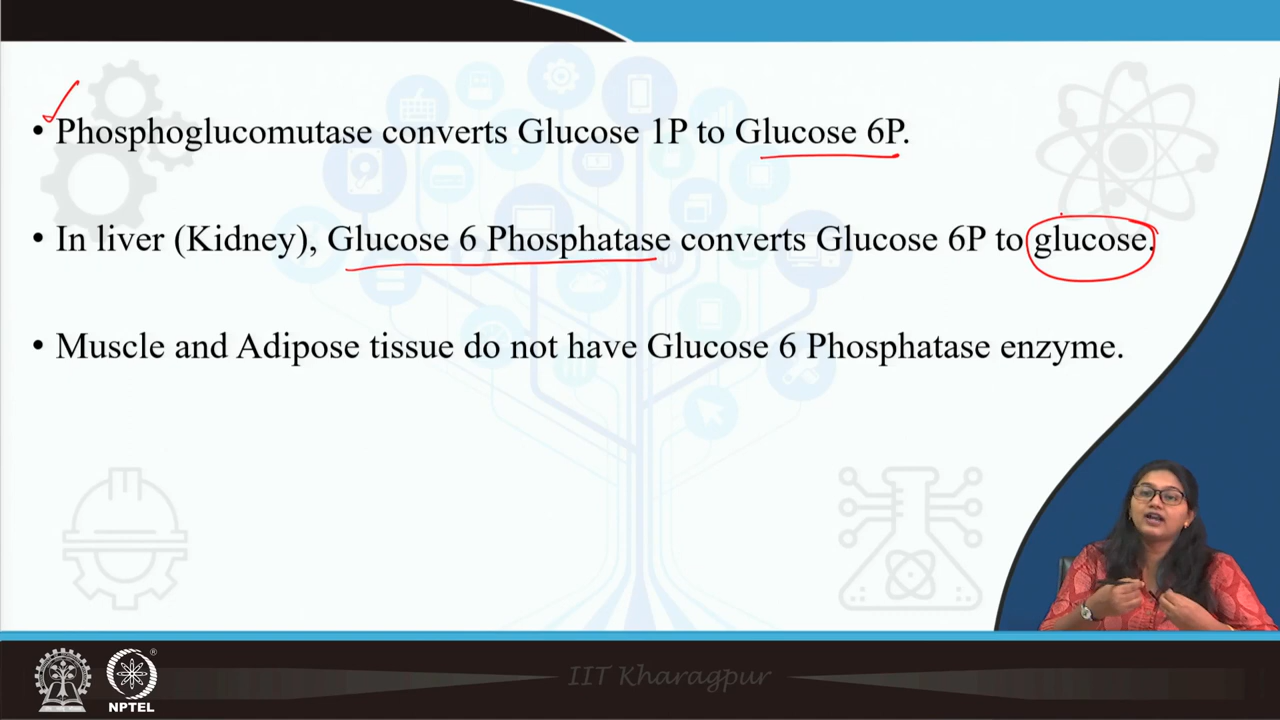 • Phosphoglucomutase converts Glucose 1P to Glucose 6P.
• In liver (Kidney), Glucose 6 Phosphatase converts Glucose 6P to glucose.
• Muscle and Adipose tissue do not have Glucose 6 Phosphatase enzyme.
IIT Kharagpur
®
NPTEL